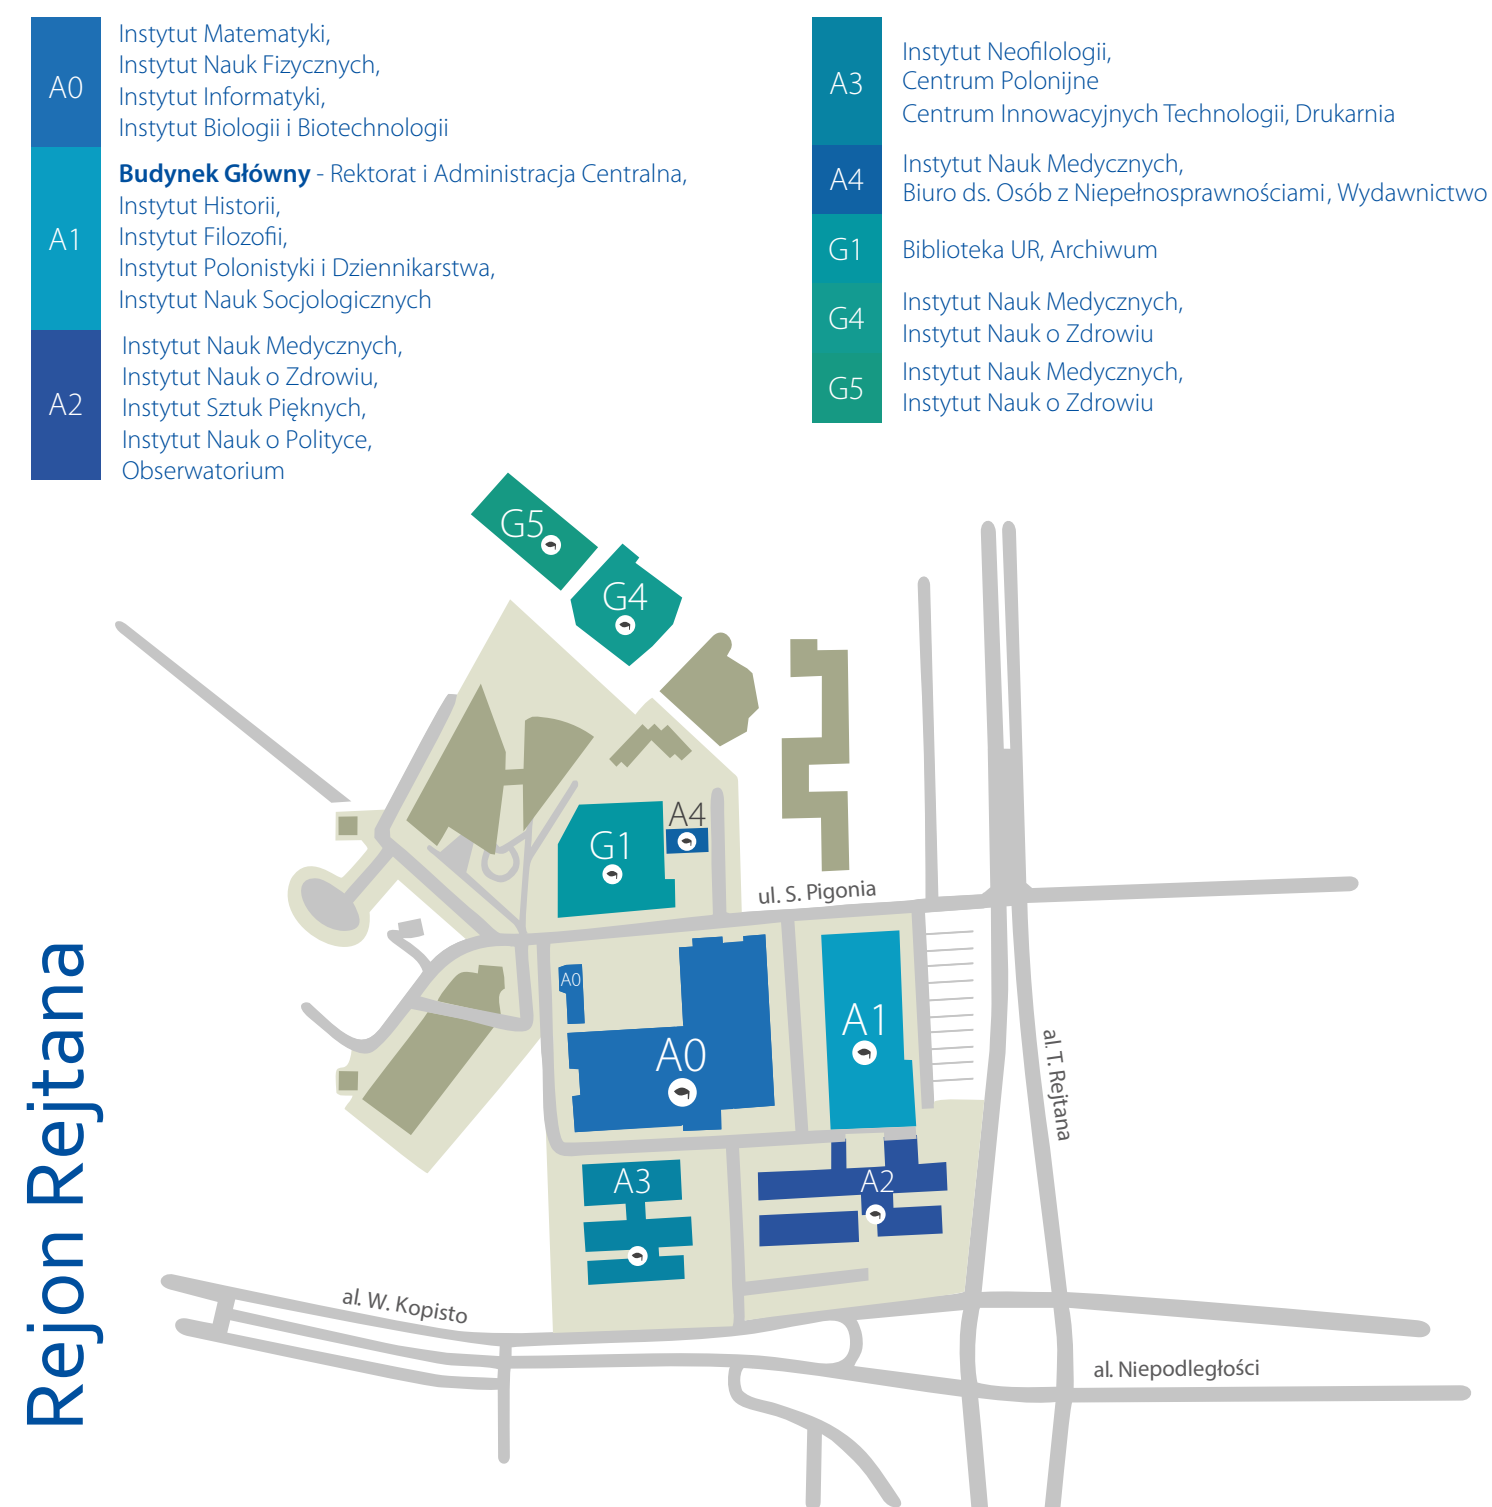 A0
Instytut Matematyki,
Instytut Nauk Fizycznych,
Instytut Informatyki,
Instytut Biologii i Biotechnologii
A1
Budynek Główny - Rektorat i Administracja Centralna,
Instytut Historii,
Instytut Filozofii,
Instytut Polonistyki i Dziennikarstwa,
Instytut Nauk Socjologicznych
A2
Instytut Nauk Medycznych,
Instytut Nauk o Zdrowiu,
Instytut Sztuk Pięknych,
Instytut Nauk o Polityce,
Obserwatorium
A3
Instytut Neofilologii,
Centrum Polonijne
Centrum Innowacyjnych Technologii, Drukarnia
A4
Instytut Nauk Medycznych,
Biuro ds. Osób z Niepełnosprawnościami, Wydawnictwo
G1
Biblioteka UR, Archiwum
G4
Instytut Nauk Medycznych,
Instytut Nauk o Zdrowiu
G5
Instytut Nauk Medycznych,
Instytut Nauk o Zdrowiu
G5
G4
A4
G1
ul. S. Pigonia
A0
A1
A0
al. T. Rejtana
A3
A2
al. W. Kopisto
al. Niepodległości
Rejon Rejtana